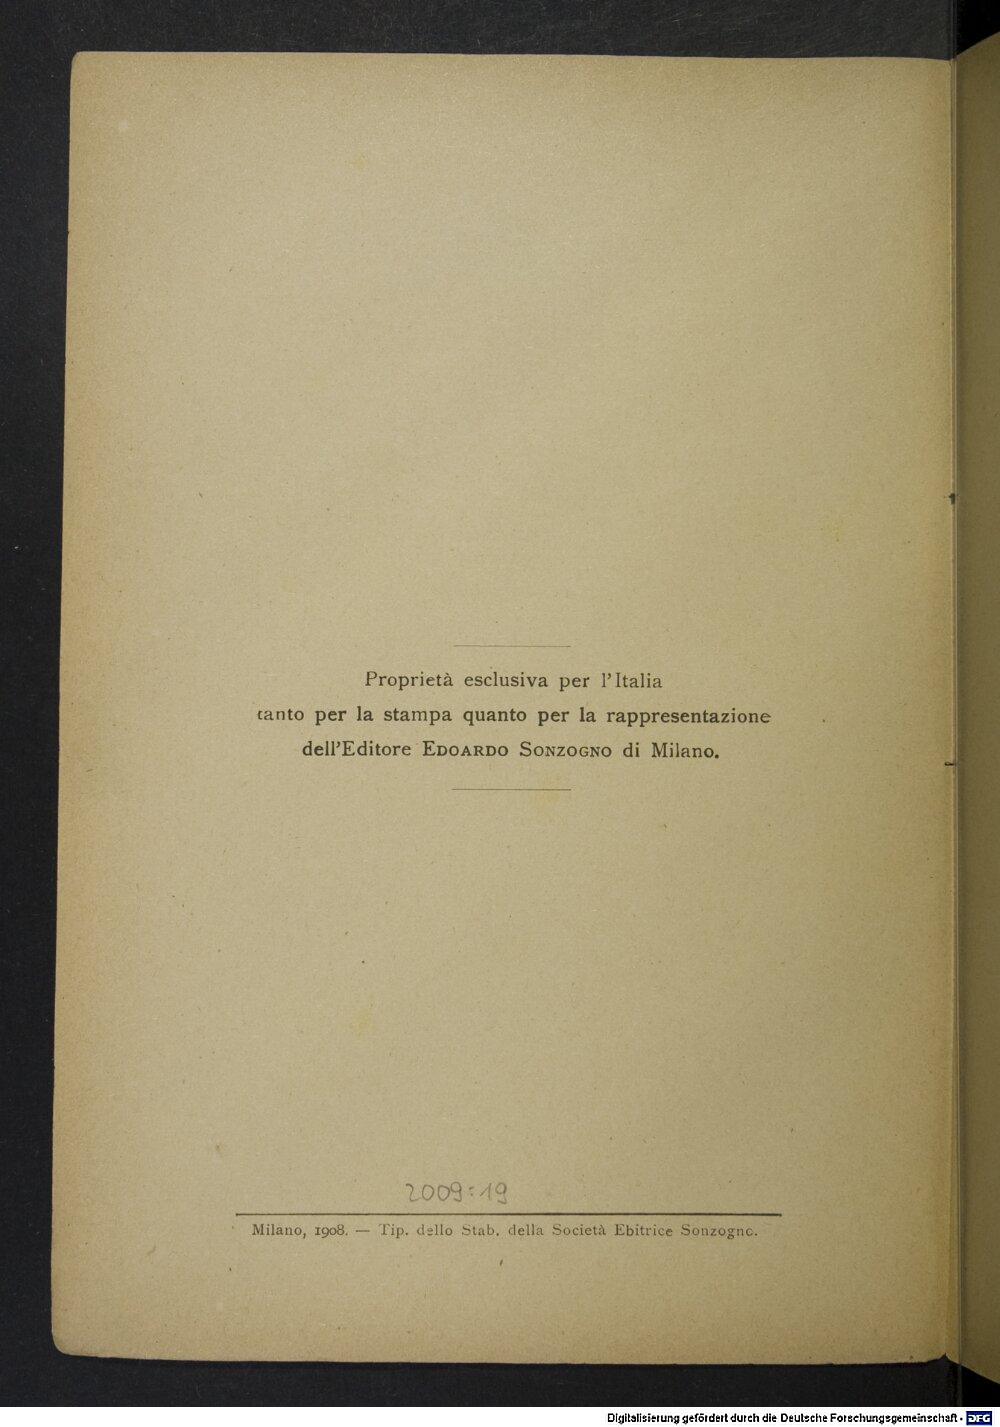 Proprietà esclusiva per l'Italia
tanto per la stampa quanto per la rappresentazione
dell'Editore EDOARDO SONZOGNO di Milano.
2009:19
Milano, 1908. — Tip. dello Stab. della Società Ebitrice Sonzogno.
Digitalisierung gefördert durch die Deutsche Forschungsgemeinschaft - DFG